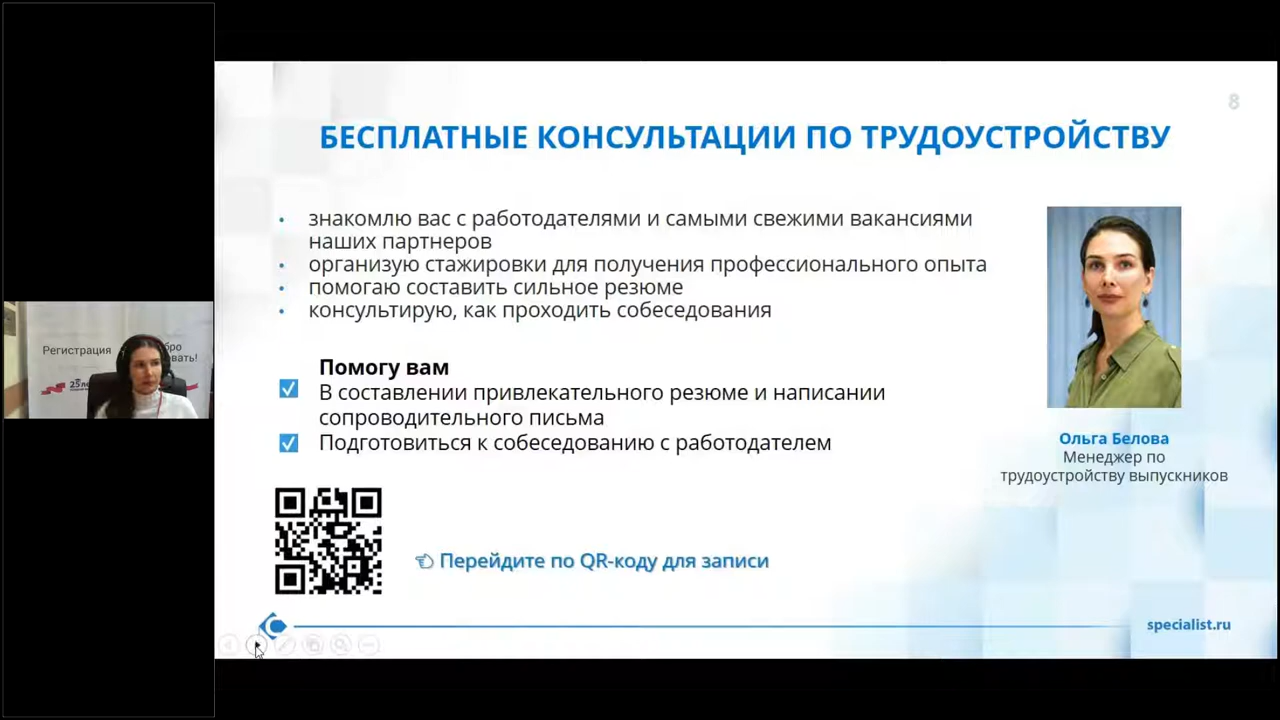 8
БЕСПЛАТНЫЕ КОНСУЛЬТАЦИИ ПО ТРУДОУСТРОЙСТВУ
• знакомлю вас с работодателями и самыми свежими вакансиями
наших партнеров
• организую стажировки для получения профессионального опыта
• помогаю составить сильное резюме
• консультирую, как проходить собеседования
Помогу вам
В составлении привлекательного резюме и написании
сопроводительного письма
Подготовиться к собеседованию с работодателем
Ольга Белова
Менеджер по
трудоустройству выпускников
Перейдите по QR-коду для записи
specialist.ru
Регистрация